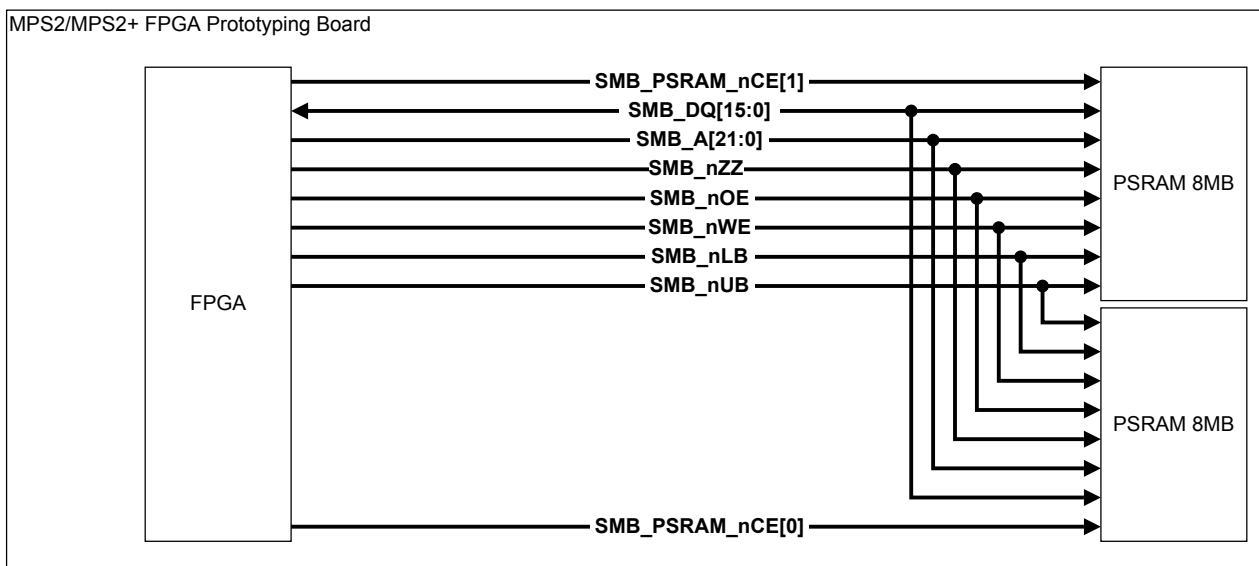 MPS2/MPS2+ FPGA Prototyping Board
SMB_PSRAM_nCE[1]
SMB_DQ[15:0]
SMB_A[21:0]
SMB_nZZ
SMB_nOE
SMB_nWE
SMB_nLB
SMB_nUB
FPGA
PSRAM 8MB
PSRAM 8MB
SMB_PSRAM_nCE[0]